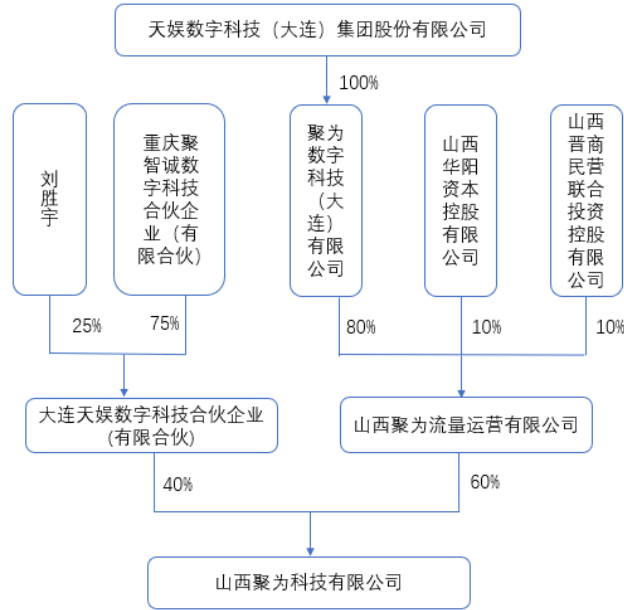 天娱数字科技（大连）集团股份有限公司
100%
刘
胜
宇
重庆聚
智诚数
字科技
合伙企
业（有
限合伙）
聚为
数字
科技
（大
连）
有限
公司
山西
华阳
资本
控股
有限
公司
山西
晋商
民营
联合
投资
控股
有限
公司
25%
75%
80%
10%
10%
大连天娱数字科技合伙企业
(有限合伙)
山西聚为流量运营有限公司
40%
60%
山西聚为科技有限公司